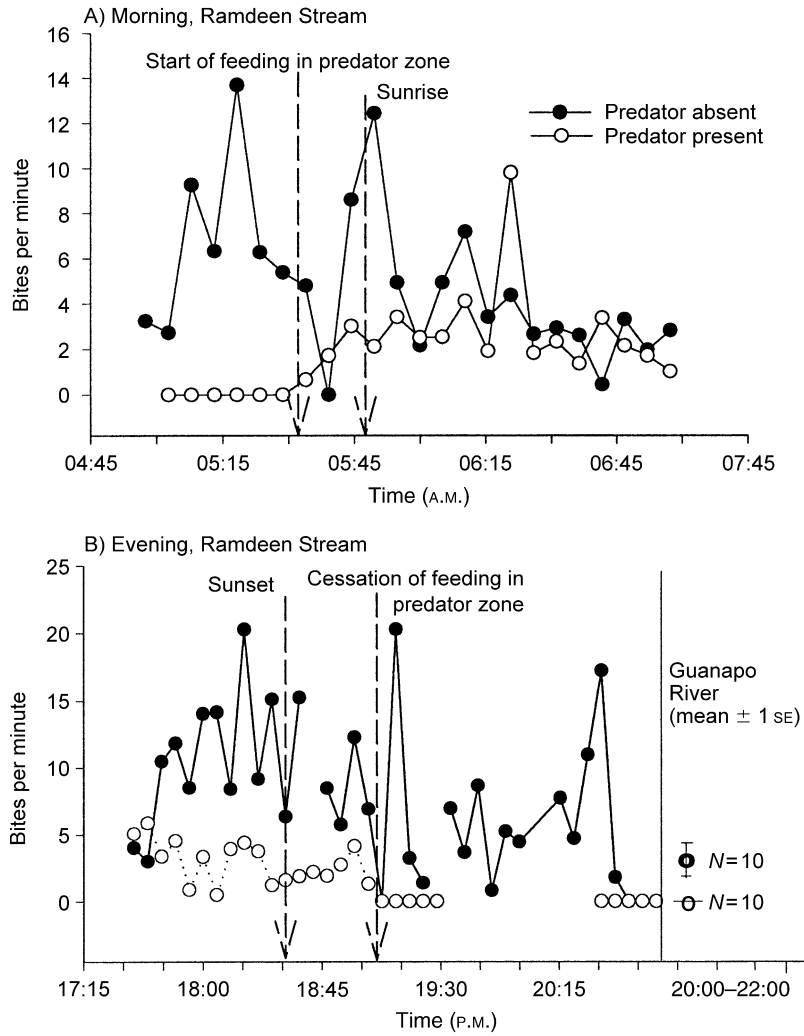 A) Morning, Ramdeen Stream
16
14
12
10
8
6
4
2
0
Bites per minute
Start of feeding in predator zone
Sunrise
Predator absent
Predator present
04:45
05:15
05:45
06:15
06:45
07:45
Time (A.M.)
B) Evening, Ramdeen Stream
25
20
15
10
5
0
Bites per minute
Sunset
Cessation of feeding in
predator zone
Guanapo
River
(mean ± 1 SE)
N=10
N=10
17:15
18:00
18:45
19:30
20:15
20:00–22:00
Time (P.M.)